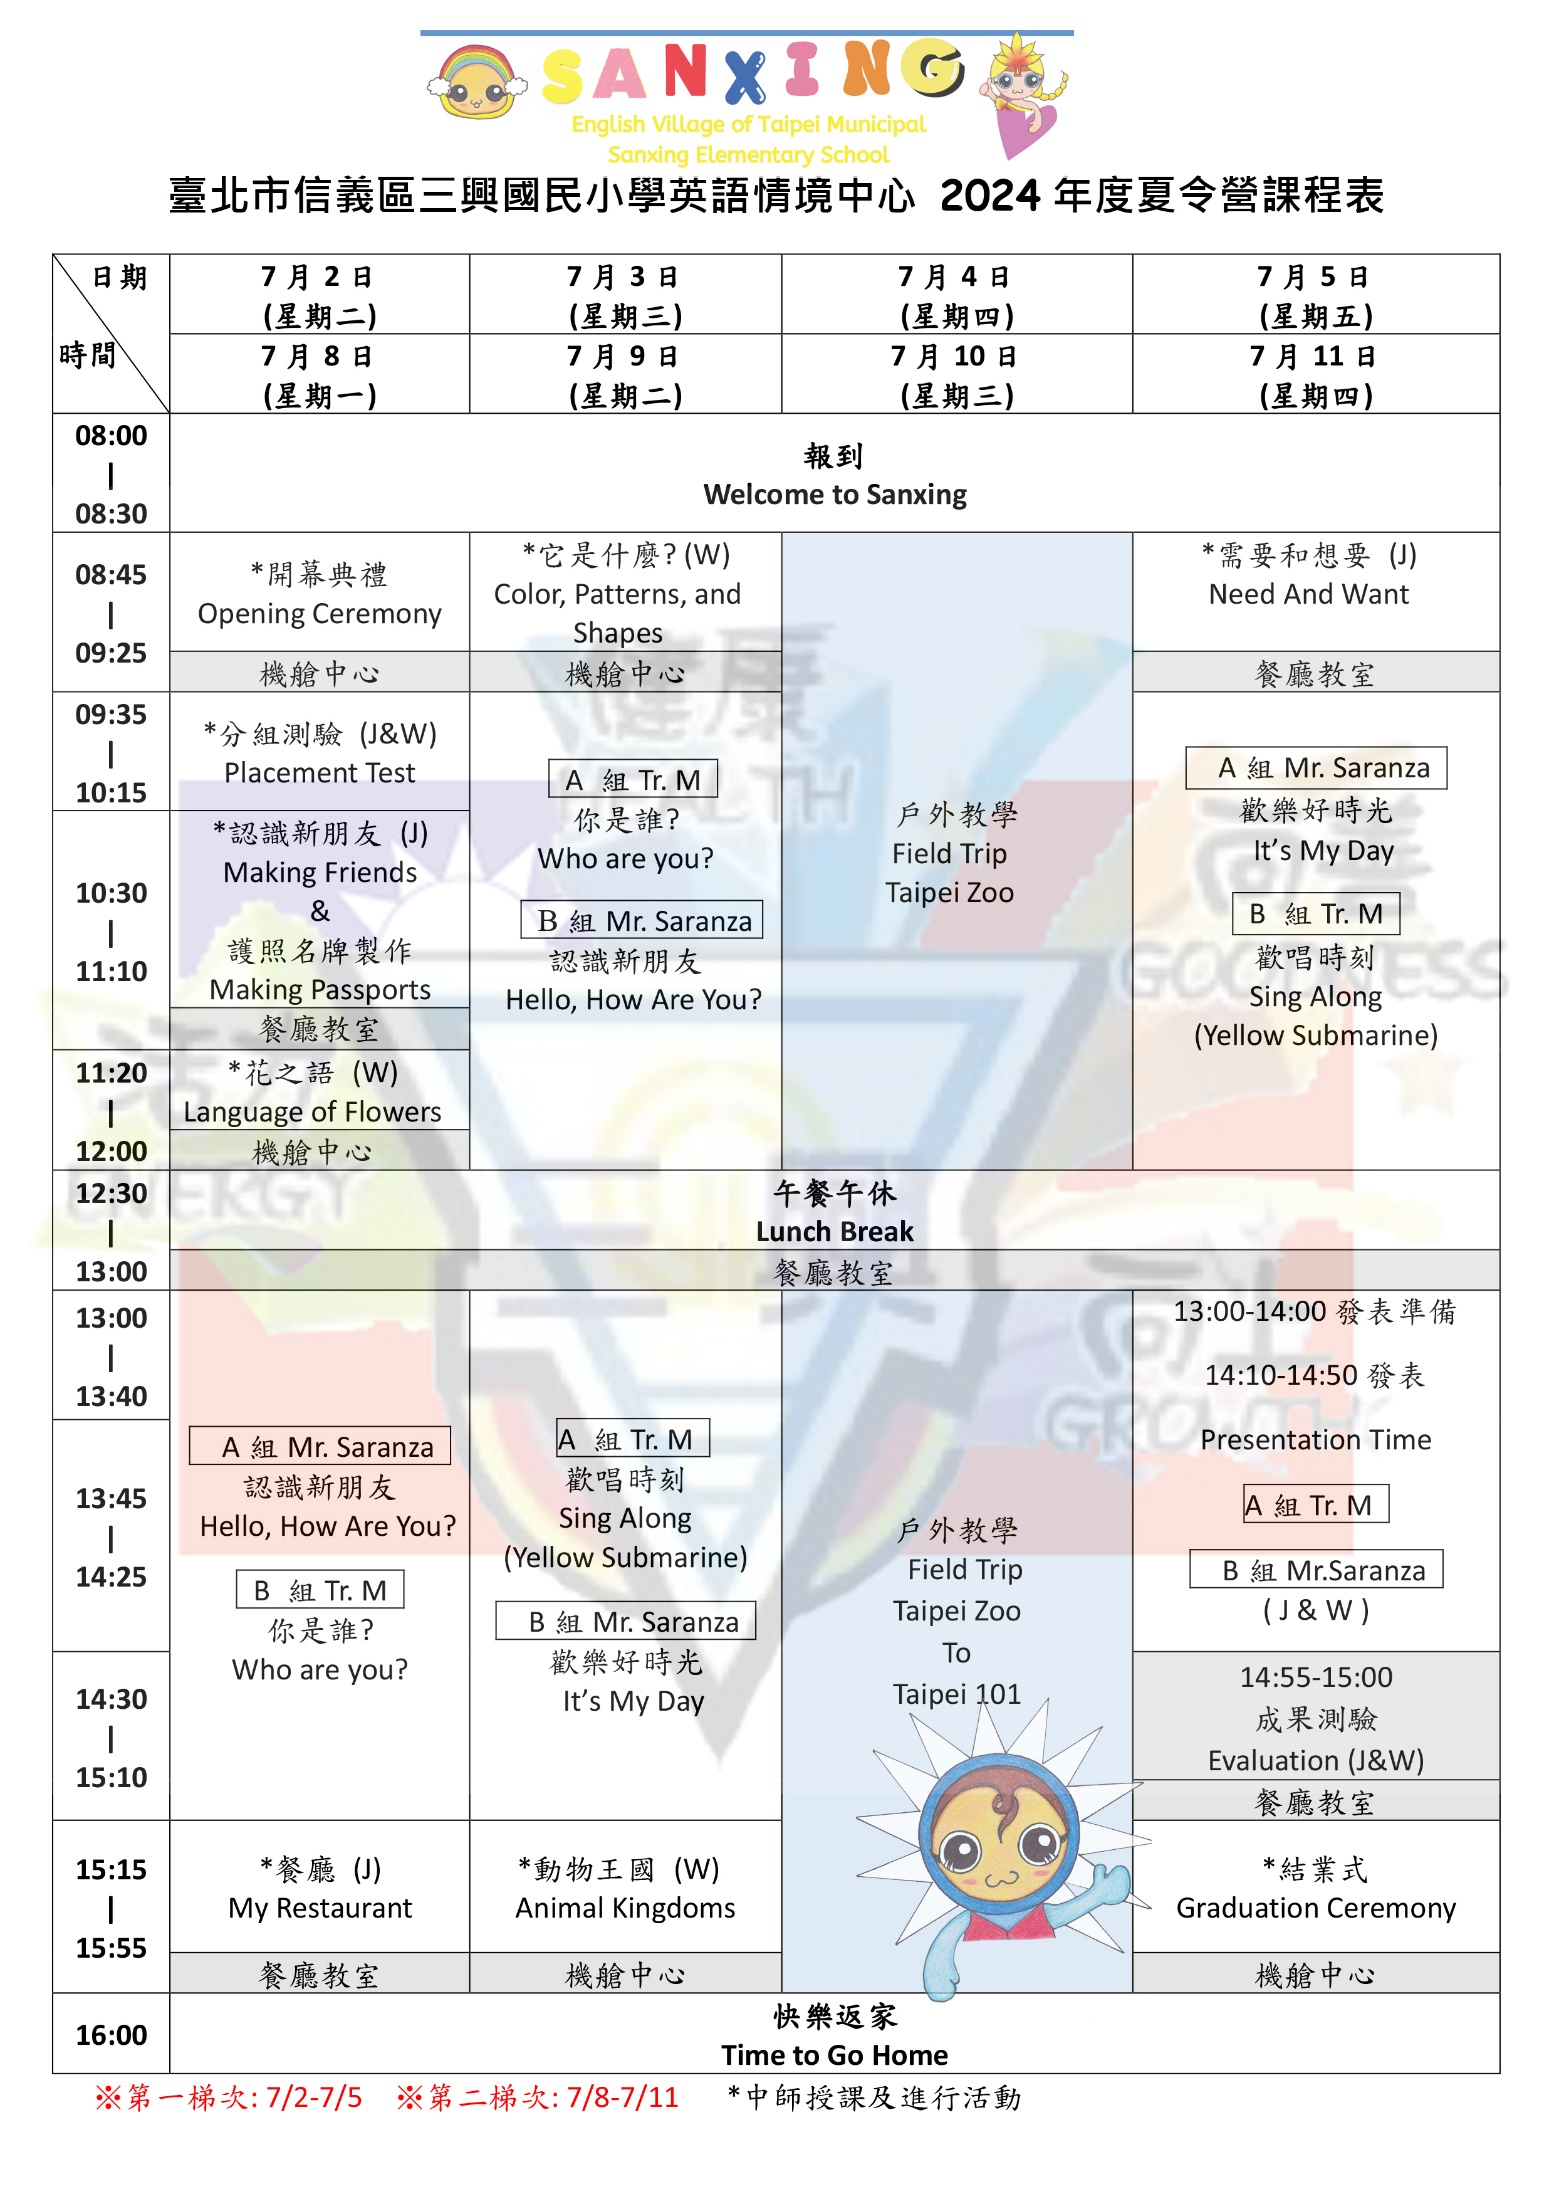 SANXING
English Village of Taipei Municipal
Sanxing Elementary School
臺北市信義區三興國民小學英語情境中心 2024 年度夏令營課程表
日期
時間
7 月 2 日
(星期二)
7 月 3 日
(星期三)
7 月 4 日
(星期四)
7 月 5 日
(星期五)
7 月 8 日
(星期一)
7 月 9 日
(星期二)
7 月 10 日
(星期三)
7 月 11 日
(星期四)
08:00
|
08:30
報到
Welcome to Sanxing
08:45
|
09:25
*開幕典禮
Opening Ceremony
機艙中心
*它是什麼? (W)
Color, Patterns, and
Shapes
機艙中心
*需要和想要 (J)
Need And Want
餐廳教室
09:35
|
10:15
*分組測驗 (J&W)
Placement Test
10:30
|
11:10
*認識新朋友 (J)
Making Friends
&
護照名牌製作
Making Passports
餐廳教室
11:20
|
12:00
*花之語 (W)
Language of Flowers
機艙中心
A 組 Tr. M
你是誰?
Who are you?
B 組 Mr. Saranza
認識新朋友
Hello, How Are You?
戶外教學
Field Trip
Taipei Zoo
A 組 Mr. Saranza
歡樂好時光
It’s My Day
B 組 Tr. M
歡唱時刻
Sing Along
(Yellow Submarine)
12:30
|
13:00
午餐午休
Lunch Break
餐廳教室
13:00
|
13:40
13:45
|
14:25
14:30
|
15:10
A 組 Mr. Saranza
認識新朋友
Hello, How Are You?
B 組 Tr. M
你是誰?
Who are you?
A 組 Tr. M
歡唱時刻
Sing Along
(Yellow Submarine)
B 組 Mr. Saranza
歡樂好時光
It’s My Day
戶外教學
Field Trip
Taipei Zoo
To
Taipei 101
13:00-14:00 發表準備
14:10-14:50 發表
Presentation Time
A 組 Tr. M
B 組 Mr.Saranza
( J & W )
14:55-15:00
成果測驗
Evaluation (J&W)
餐廳教室
15:15
|
15:55
*餐廳 (J)
My Restaurant
餐廳教室
*動物王國 (W)
Animal Kingdoms
機艙中心
*結業式
Graduation Ceremony
機艙中心
16:00
快樂返家
Time to Go Home
※第一梯次: 7/2-7/5 ※第二梯次: 7/8-7/11 *中師授課及進行活動
健康
HEALTH
活力
ENERGY
三興
GOODNESS
向上
GROWTH